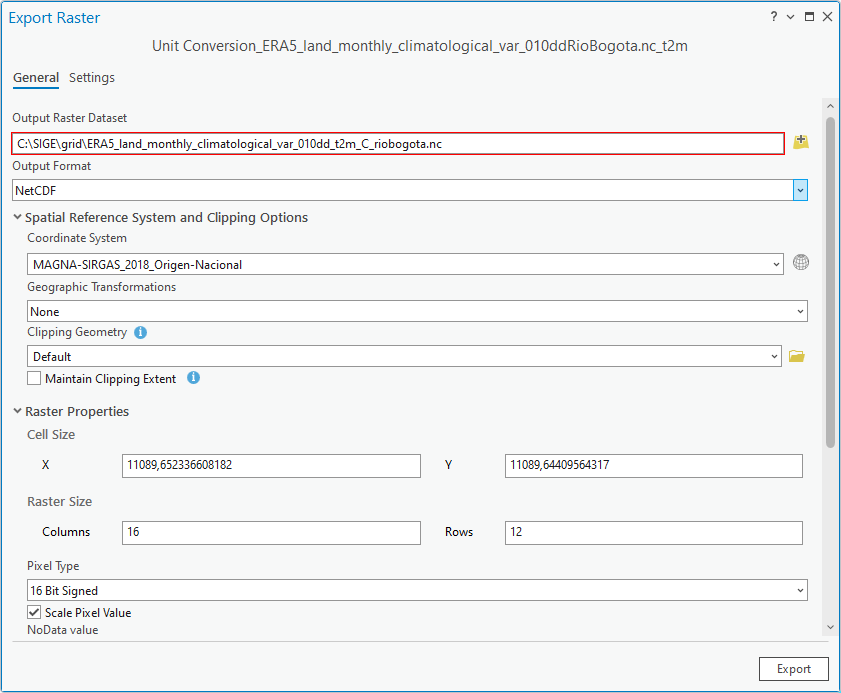 Export Raster
?
Unit Conversion_ERA5_land_monthly_climatological_var_010ddRioBogota.nc_t2m
General Settings
Output Raster Dataset
C:\SIGE\grid\ERA5_land_monthly_climatological_var_010dd_t2m_C_riobogota.nc
Output Format
NetCDF
Spatial Reference System and Clipping Options
Coordinate System
MAGNA-SIRGAS_2018_Origen-Nacional
Geographic Transformations
None
Clipping Geometry
Default
Maintain Clipping Extent
Raster Properties
Cell Size
X 11089,652336608182 Y 11089,64409564317
Raster Size
Columns 16 Rows 12
Pixel Type
16 Bit Signed
Scale Pixel Value
NoData value
Export